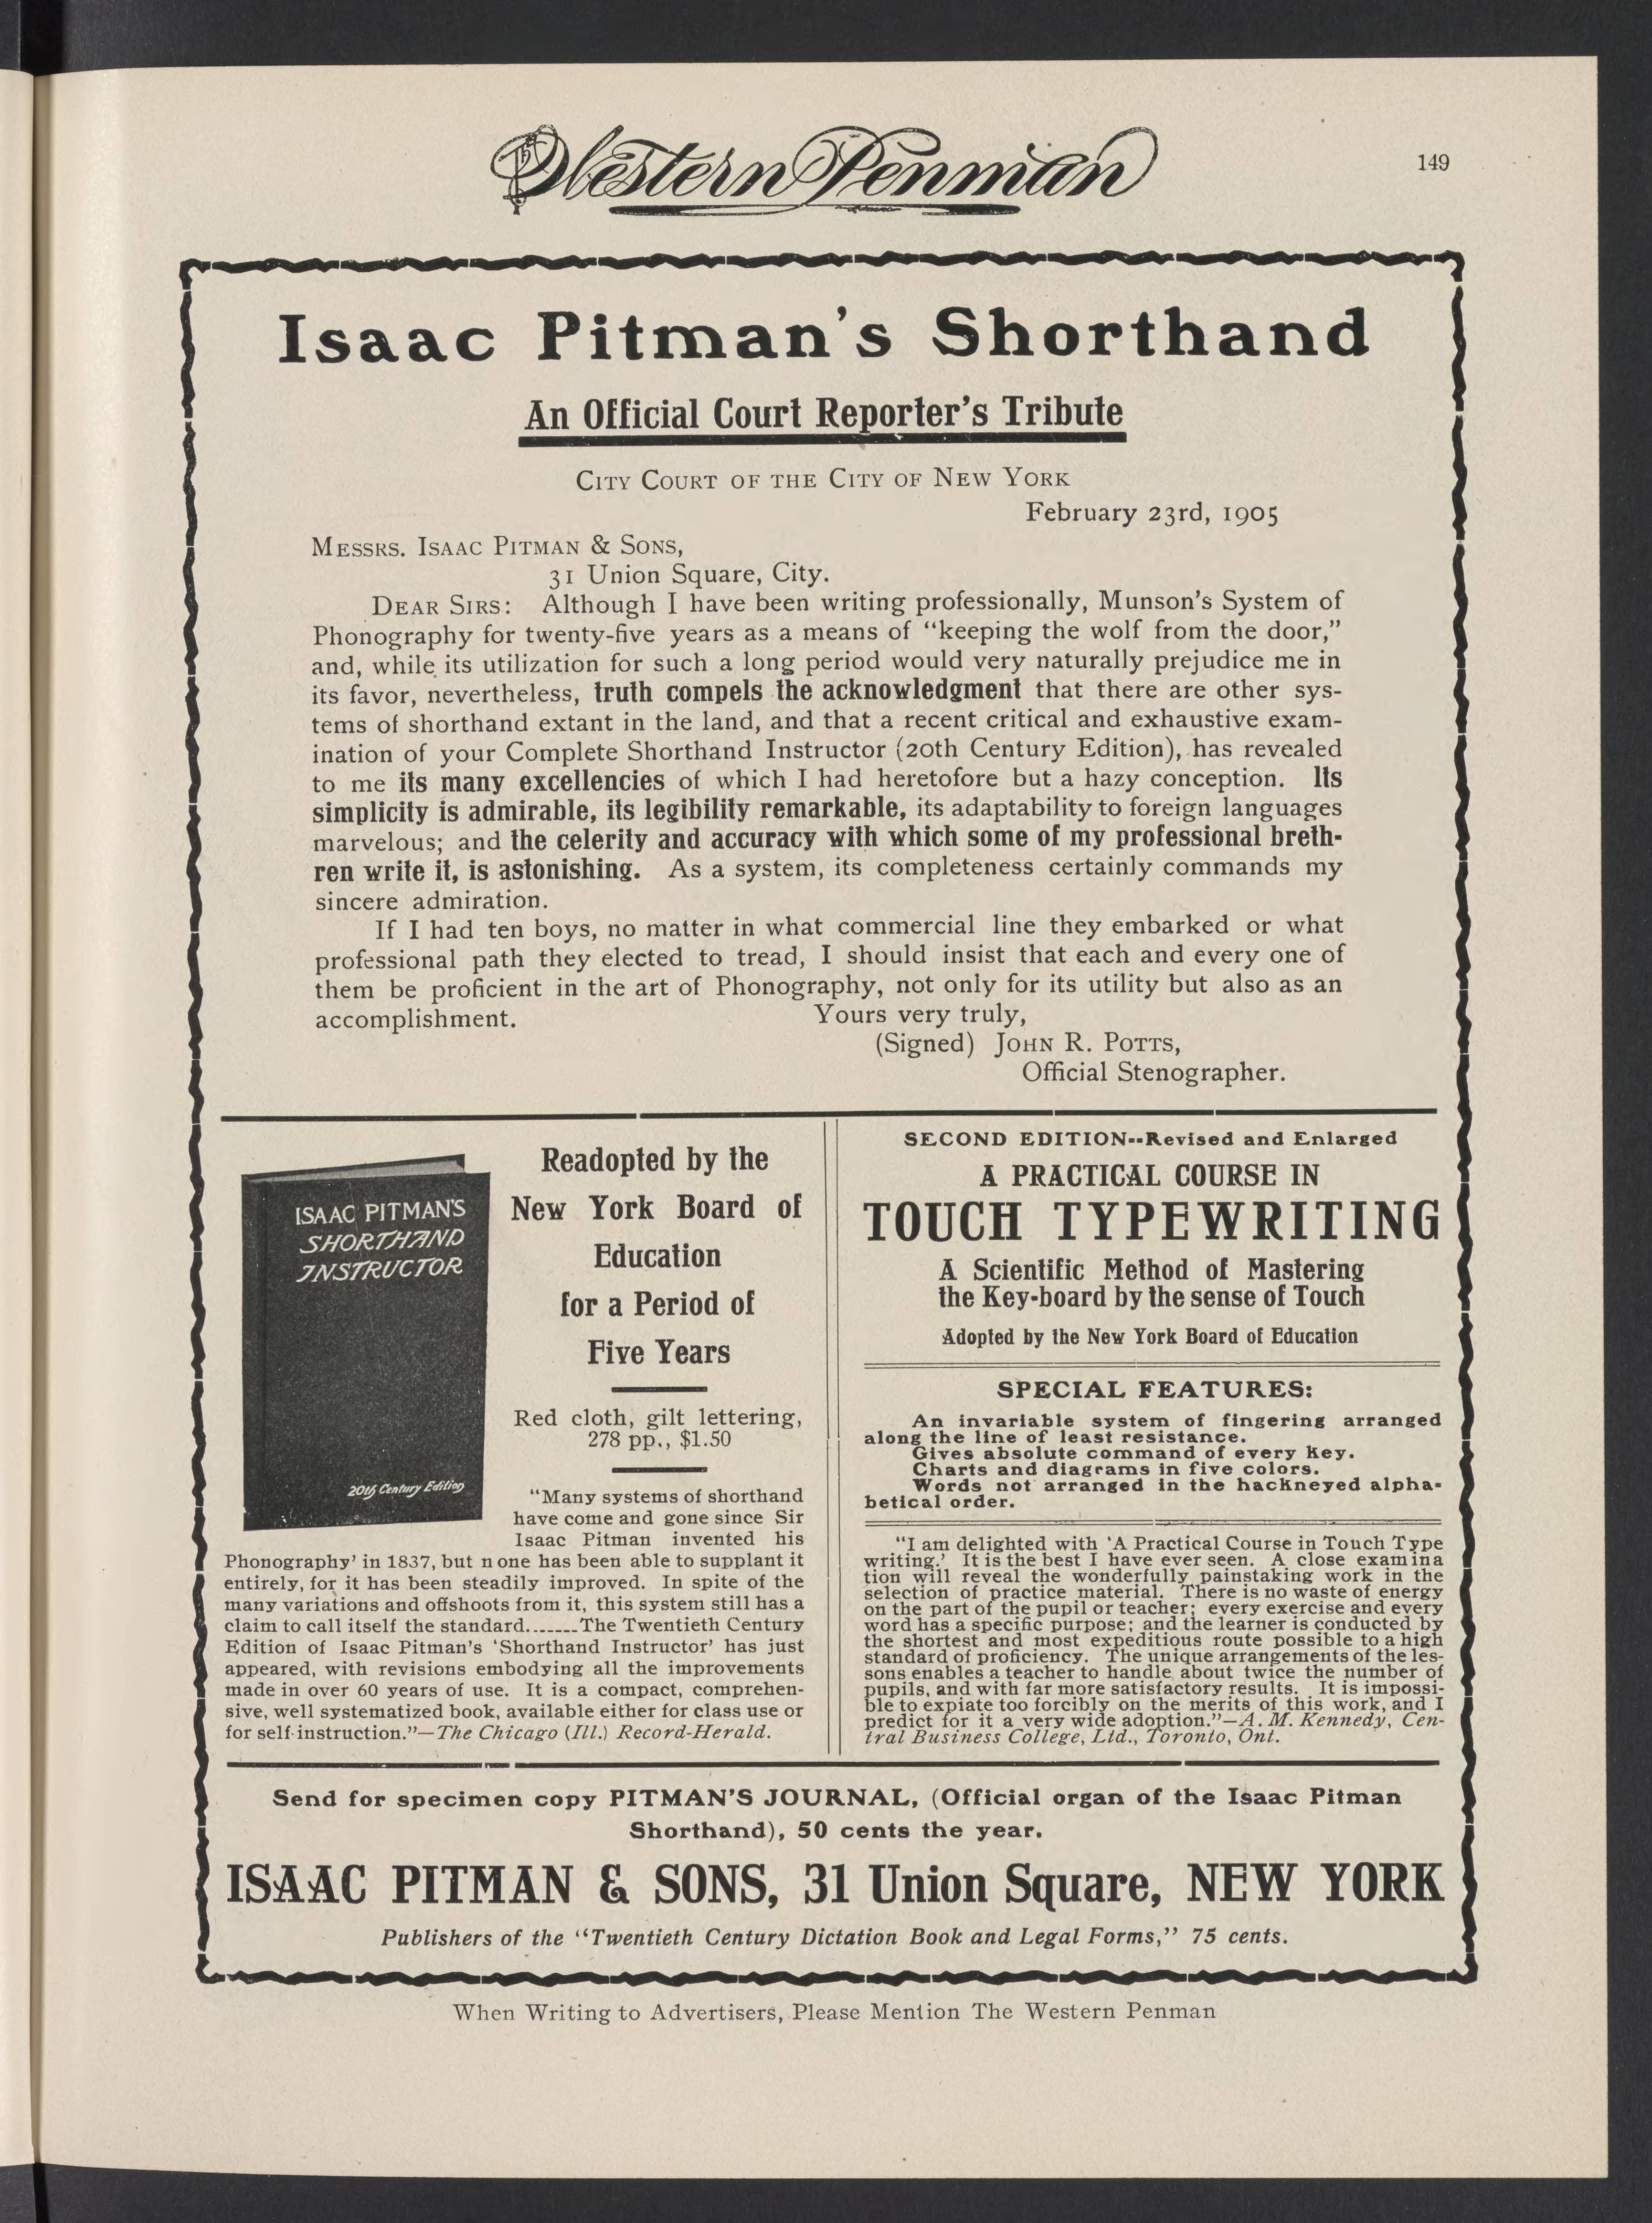 Western Penman
149
Isaac Pitman's Shorthand
An Official Court Reporter's Tribute
CITY COURT OF THE CITY OF NEW YORK
February 23rd, 1905
MESSRS. ISAAC PITMAN & SONS,
31 Union Square, City.
DEAR SIRS: Although I have been writing professionally, Munson's System of
Phonography for twenty-five years as a means of "keeping the wolf from the door,"
and, while its utilization for such a long period would very naturally prejudice me in
its favor, nevertheless, truth compels the acknowledgment that there are other sys-
tems of shorthand extant in the land, and that a recent critical and exhaustive exam-
ination of your Complete Shorthand Instructor (20th Century Edition), has revealed
to me its many excellencies of which I had heretofore but a hazy conception. Its
simplicity is admirable, its legibility remarkable, its adaptability to foreign languages
marvelous; and the celerity and accuracy with which some of my professional breth-
ren write it, is astonishing. As a system, its completeness certainly commands my
sincere admiration.
If I had ten boys, no matter in what commercial line they embarked or what
professional path they elected to tread, I should insist that each and every one of
them be proficient in the art of Phonography, not only for its utility but also as an
accomplishment. Yours very truly,
(Signed) JOHN R. POTTS,
Official Stenographer.
ISAAC PITMAN'S
SHORTHAND
INSTRUCTOR
20th Century Edition
Readopted by the
New York Board of
Education
for a Period of
Five Years
Red cloth, gilt lettering,
278 pp., $1.50
"Many systems of shorthand
have come and gone since Sir
Isaac Pitman invented his
Phonography' in 1837, but n one has been able to supplant it
entirely, for it has been steadily improved. In spite of the
many variations and offshoots from it, this system still has a
claim to call itself the standard.......The Twentieth Century
Edition of Isaac Pitman's 'Shorthand Instructor' has just
appeared, with revisions embodying all the improvements
made in over 60 years of use. It is a compact, comprehen-
sive, well systematized book, available either for class use or
for self-instruction."—The Chicago (Ill.) Record-Herald.
SECOND EDITION--Revised and Enlarged
A PRACTICAL COURSE IN
TOUCH TYPEWRITING
A Scientific Method of Mastering
the Key-board by the sense of Touch
Adopted by the New York Board of Education
SPECIAL FEATURES:
An invariable system of fingering arranged
along the line of least resistance.
Gives absolute command of every key.
Charts and diagrams in five colors.
Words not arranged in the hackneyed alpha-
betical order.
"I am delighted with 'A Practical Course in Touch Type
writing.' It is the best I have ever seen. A close examina
tion will reveal the wonderfully painstaking work in the
selection of practice material. There is no waste of energy
on the part of the pupil or teacher; every exercise and every
word has a specific purpose; and the learner is conducted by
the shortest and most expeditious route possible to a high
standard of proficiency. The unique arrangements of the les-
sons enables a teacher to handle about twice the number of
pupils, and with far more satisfactory results. It is impossi-
ble to expiate too forcibly on the merits of this work, and I
predict for it a very wide adoption."—A. M. Kennedy, Cen-
tral Business College, Ltd., Toronto, Ont.
Send for specimen copy PITMAN'S JOURNAL, (Official organ of the Isaac Pitman
Shorthand), 50 cents the year.
ISAAC PITMAN & SONS, 31 Union Square, NEW YORK
Publishers of the "Twentieth Century Dictation Book and Legal Forms," 75 cents.
When Writing to Advertisers, Please Mention The Western Penman